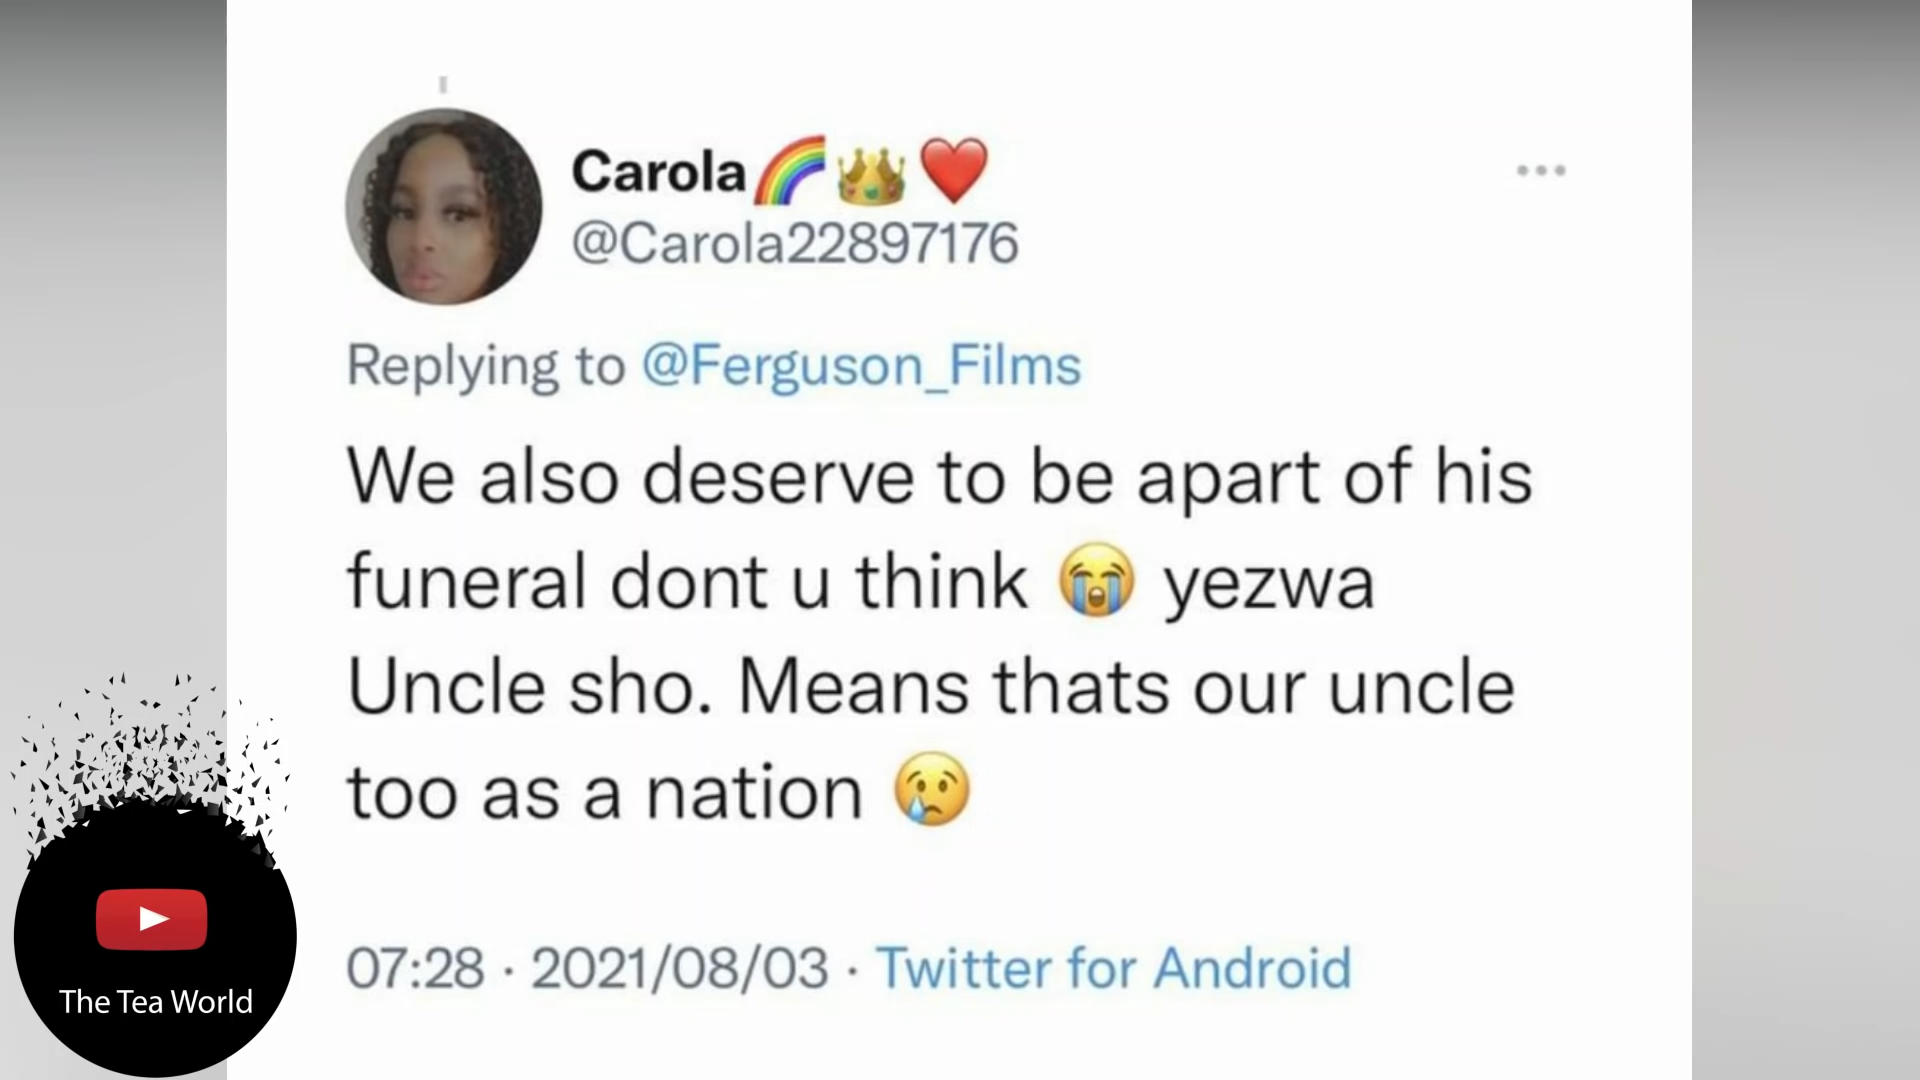 Carola🌈👑❤️
@Carola22897176
Replying to @Ferguson_Films
We also deserve to be apart of his
funeral dont u think 😭 yezwa
Uncle sho. Means thats our uncle
too as a nation 😢
07:28 · 2021/08/03 · Twitter for Android
The Tea World